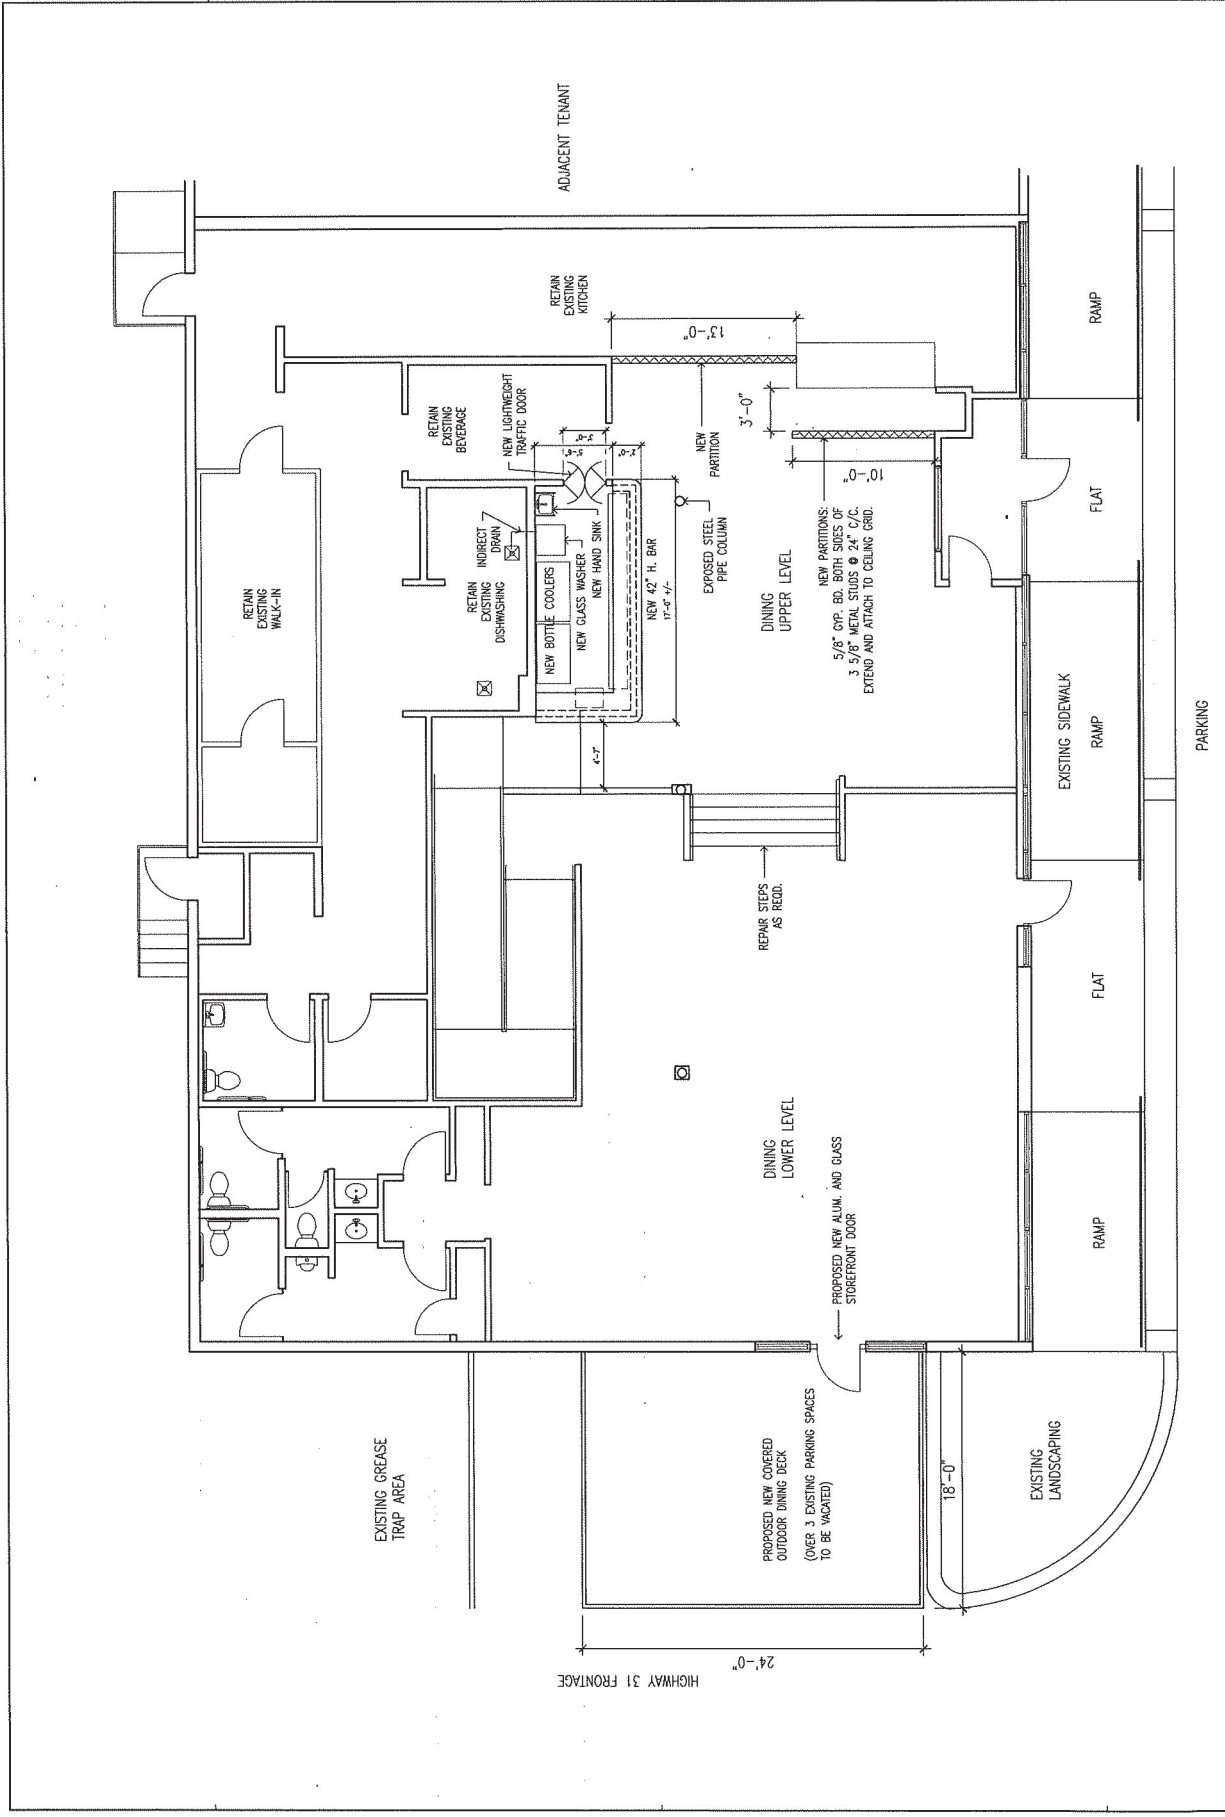 ADJACENT TENANT
RETAIN
EXISTING
KITCHEN
13'-0"
RETAIN
EXISTING
BEVERAGE
NEW LIGHTWEIGHT
TRAFFIC DOOR
3'-0"
5'-6"
2'-0"
NEW
PARTITION
3'-0"
10'-0"
RAMP
RETAIN
EXISTING
WALK-IN
INDIRECT
DRAIN
RETAIN
EXISTING
DISHWASHING
NEW BOTTLE COOLERS
NEW GLASS WASHER
NEW HAND SINK
NEW 42" H. BAR
17'-0" +/-
EXPOSED STEEL
PIPE COLUMN
DINING
UPPER LEVEL
NEW PARTITIONS:
5/8" GYP. BD. BOTH SIDES OF
3 5/8" METAL STUDS @ 24" C/C.
EXTEND AND ATTACH TO CEILING GRID.
FLAT
4'-7"
EXISTING SIDEWALK
RAMP
PARKING
REPAIR STEPS
AS REQD.
FLAT
DINING
LOWER LEVEL
PROPOSED NEW ALUM. AND GLASS
STOREFRONT DOOR
RAMP
EXISTING GREASE
TRAP AREA
PROPOSED NEW COVERED
OUTDOOR DINING DECK
(OVER 3 EXISTING PARKING SPACES
TO BE VACATED)
18'-0"
EXISTING
LANDSCAPING
24'-0"
HIGHWAY 31 FRONTAGE